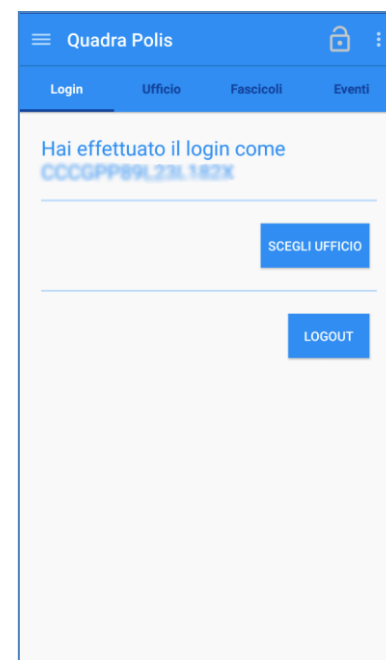 Quadra Polis
Login Ufficio Fascicoli Eventi
Hai effettuato il login come
SCEGLI UFFICIO
LOGOUT